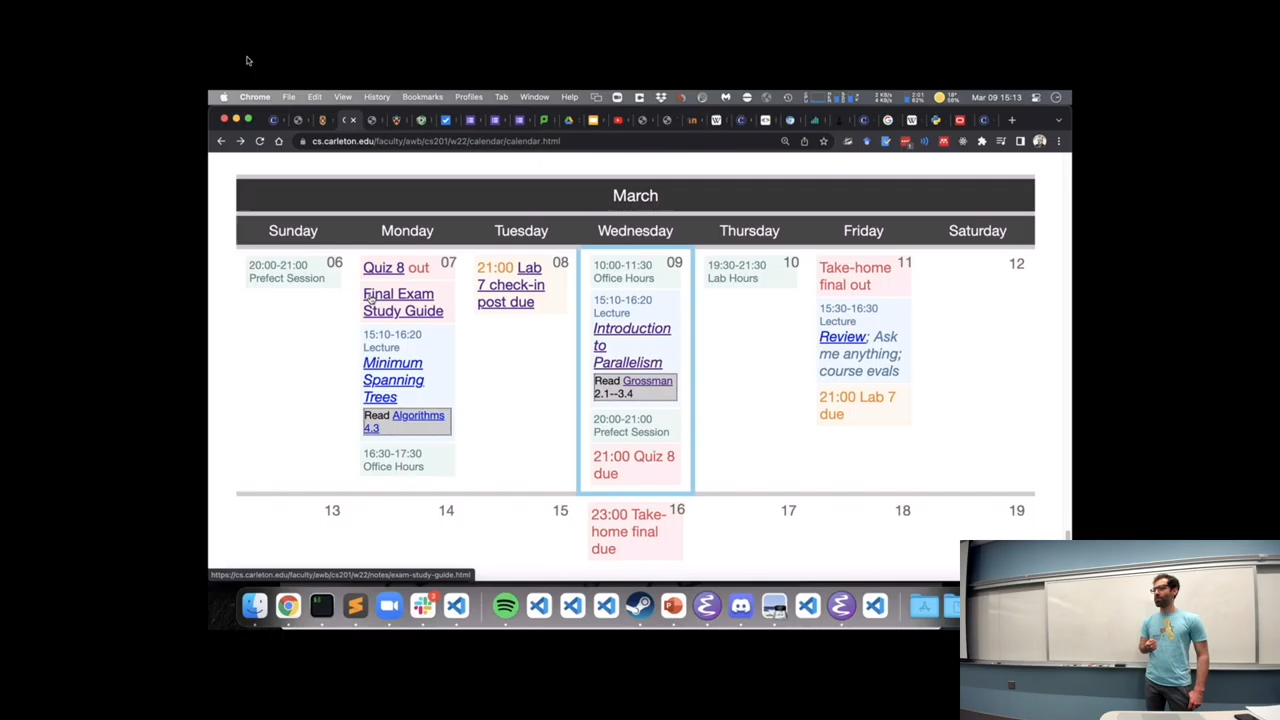 Chrome File Edit View History Bookmarks Profiles Tab Window Help Mar 09 15:13
cs.carleton.edu/faculty/awb/cs201/w22/calendar/calendar.html
March
Sunday Monday Tuesday Wednesday Thursday Friday Saturday
06
20:00-21:00
Prefect Session
07
Quiz 8 out
Final Exam
Study Guide
15:10-16:20
Lecture
Minimum
Spanning
Trees
Read Algorithms
4.3
16:30-17:30
Office Hours
08
21:00 Lab
7 check-in
post due
09
10:00-11:30
Office Hours
15:10-16:20
Lecture
Introduction
to
Parallelism
Read Grossman
2.1--3.4
20:00-21:00
Prefect Session
21:00 Quiz 8
due
10
19:30-21:30
Lab Hours
11
Take-home
final out
15:30-16:30
Lecture
Review; Ask
me anything;
course evals
21:00 Lab 7
due
12
13 14 15 16 17 18 19
23:00 Take-
home final
due
https://cs.carleton.edu/faculty/awb/cs201/w22/notes/exam-study-guide.html